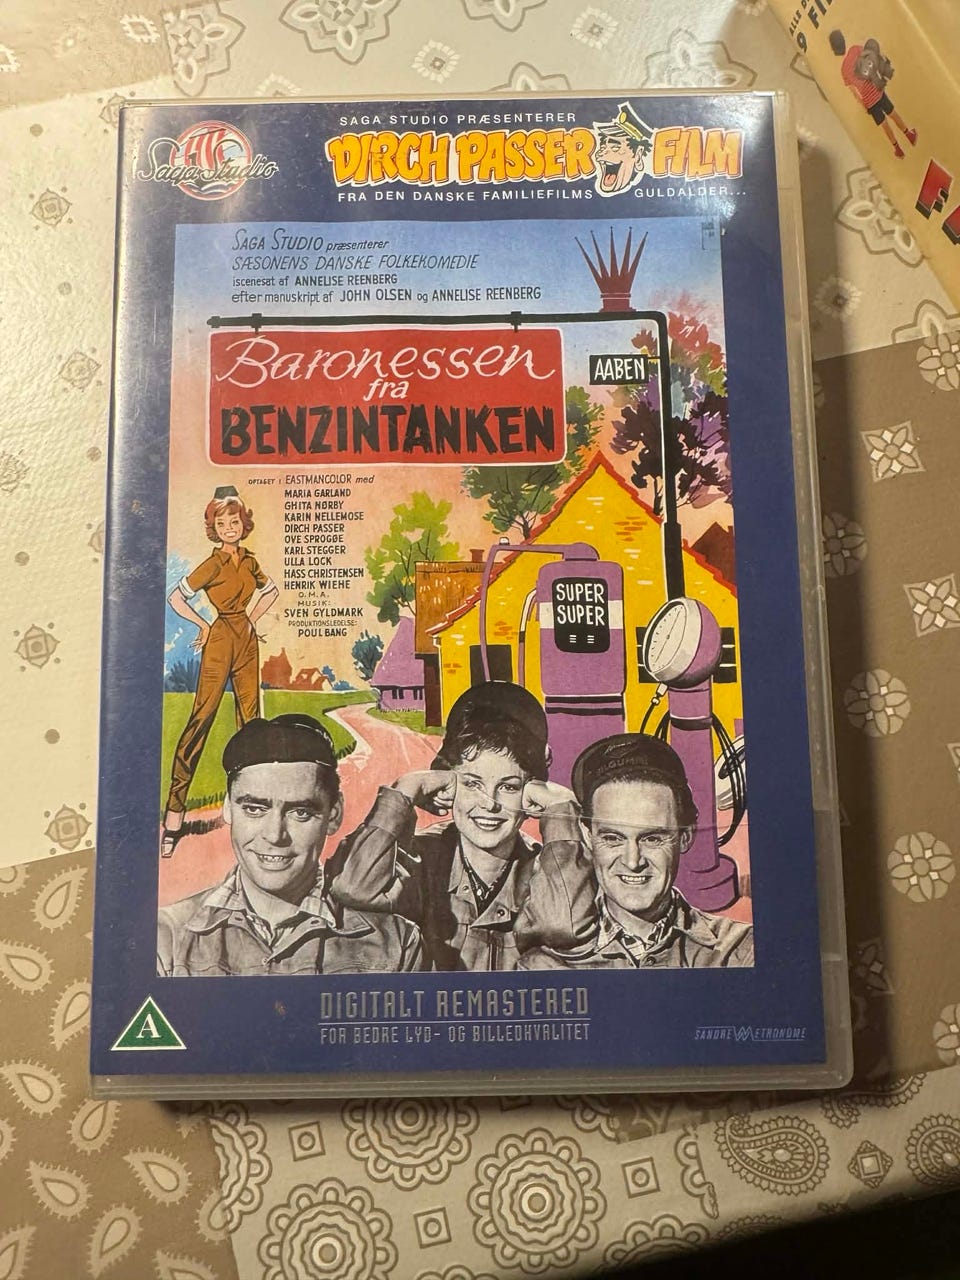 Saga Studio
SAGA STUDIO PRÆSENTERER
DIRCH PASSER FILM
FRA DEN DANSKE FAMILIEFILMS GULDALDER...
SAGA STUDIO præsenterer
SÆSONENS DANSKE FOLKEKOMEDIE
iscenesat af ANNELISE REENBERG
efter manuskript af JOHN OLSEN og ANNELISE REENBERG
Baronessen
fra
BENZINTANKEN
AABEN
OPTAGET I EASTMANCOLOR med
MARIA GARLAND
GHITA NØRBY
KARIN NELLEMOSE
DIRCH PASSER
OVE SPROGØE
KARL STEGGER
ULLA LOCK
HASS CHRISTENSEN
HENRIK WIEHE
O.M.A.
MUSIK:
SVEN GYLDMARK
PRODUKTIONSLEDELSE:
POUL BANG
SUPER
SUPER
DIGITALT REMASTERED
FOR BEDRE LYD- OG BILLEDKVALITET
A
SANDREW METRONOME
9 FI